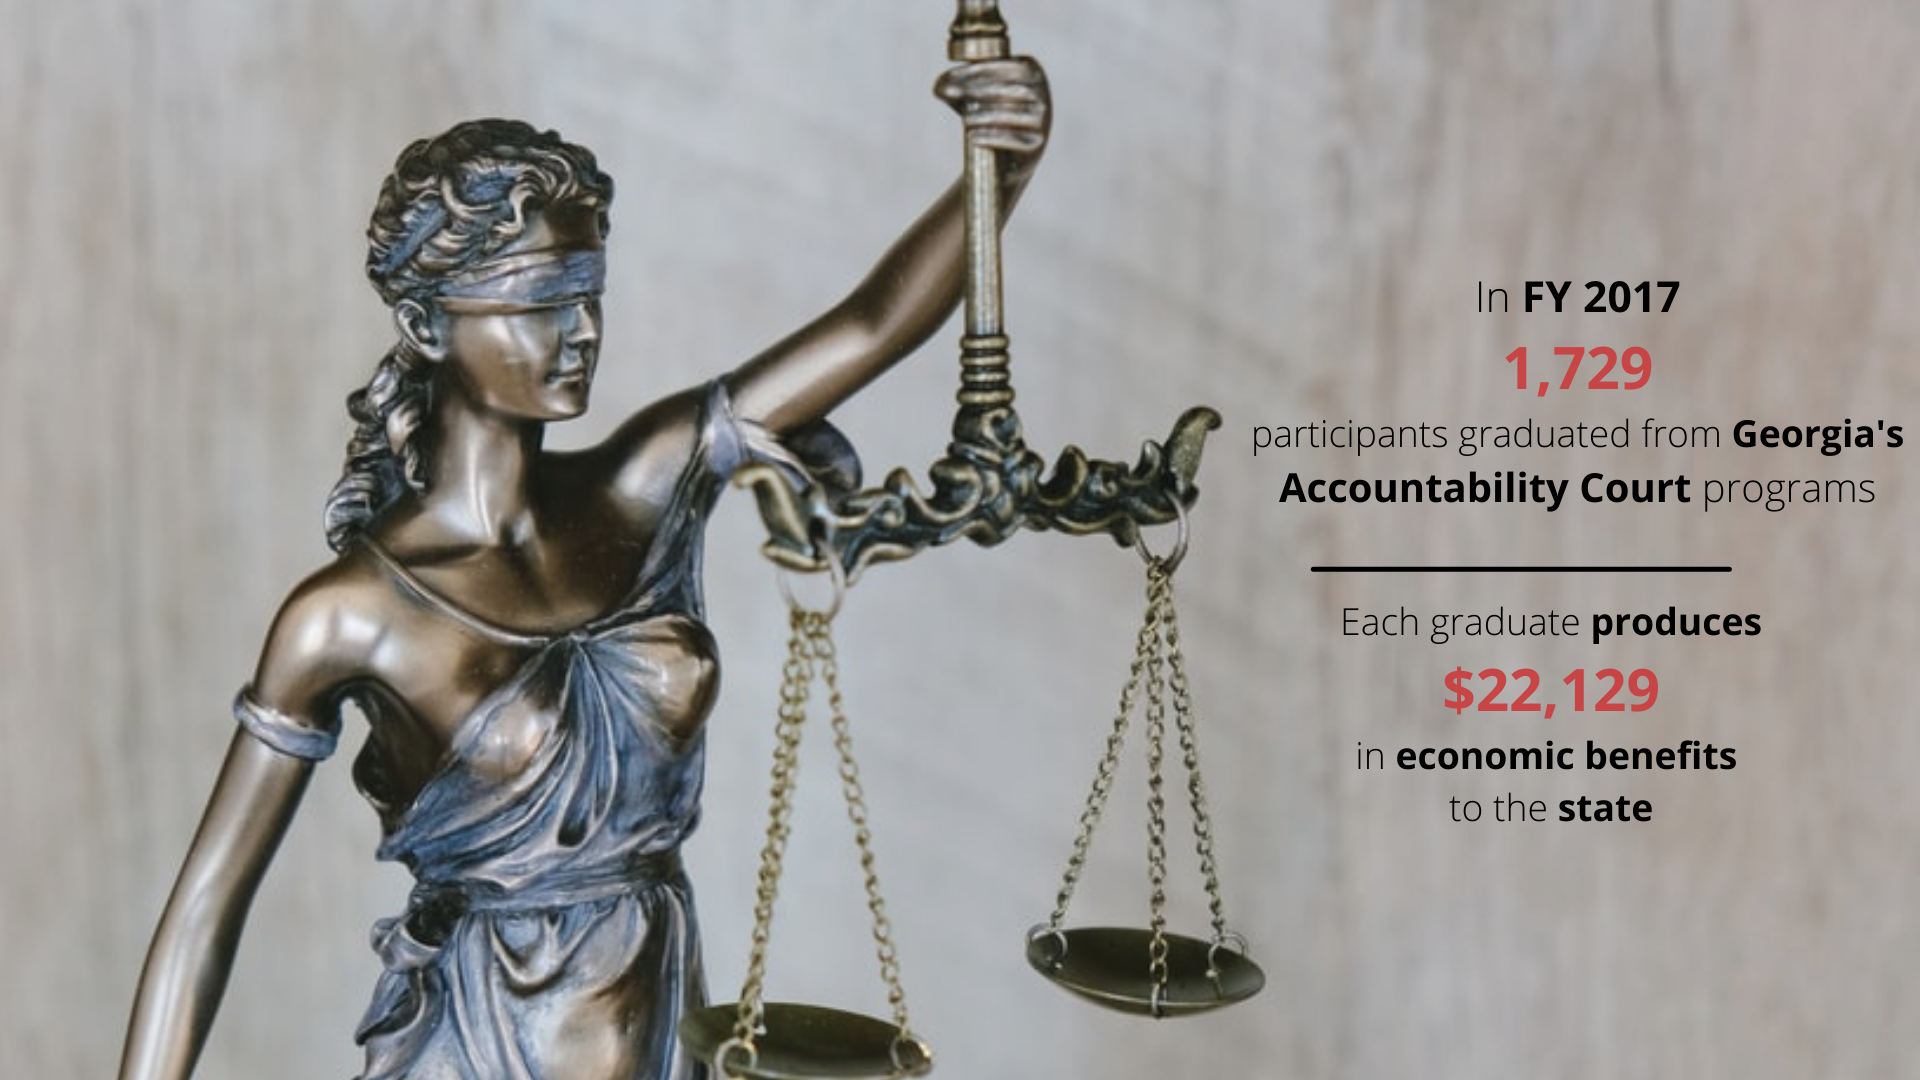 In FY 2017
1,729
participants graduated from Georgia's
Accountability Court programs
Each graduate produces
$22,129
in economic benefits
to the state